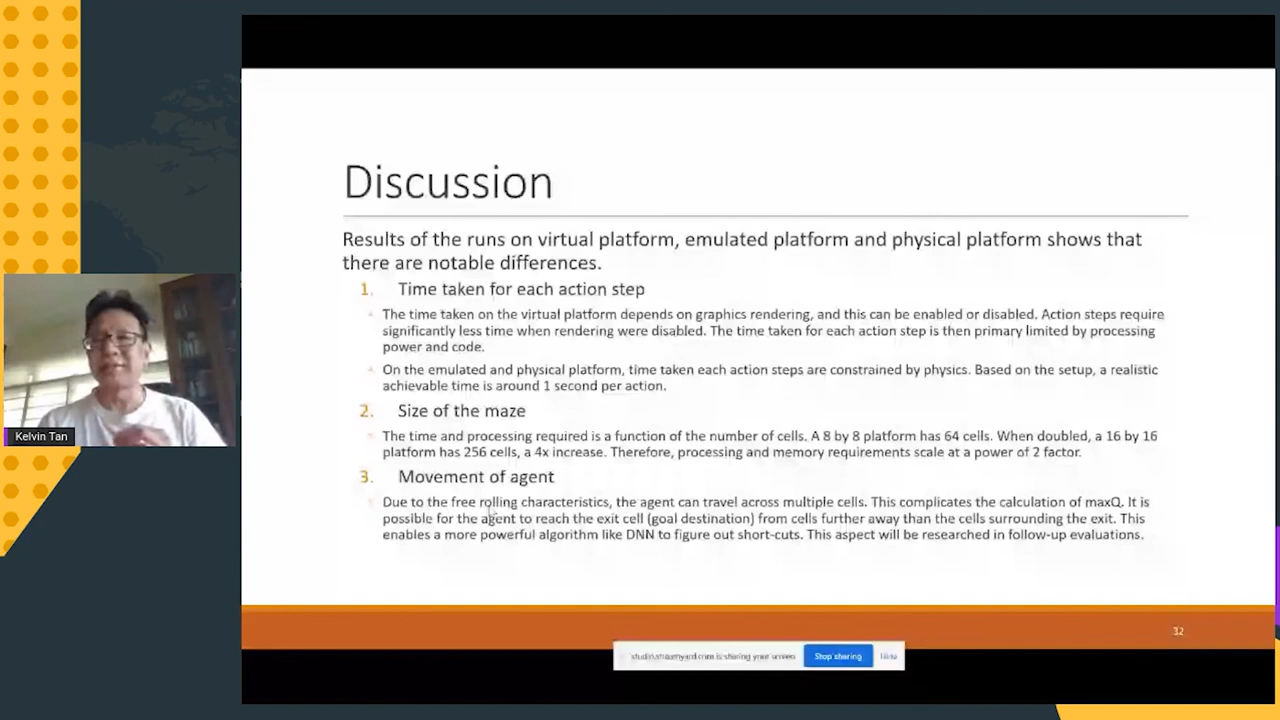 Discussion
Results of the runs on virtual platform, emulated platform and physical platform shows that
there are notable differences.
1. Time taken for each action step
The time taken on the virtual platform depends on graphics rendering, and this can be enabled or disabled. Action steps require
significantly less time when rendering were disabled. The time taken for each action step is then primary limited by processing
power and code.
On the emulated and physical platform, time taken each action steps are constrained by physics. Based on the setup, a realistic
achievable time is around 1 second per action.
2. Size of the maze
The time and processing required is a function of the number of cells. A 8 by 8 platform has 64 cells. When doubled, a 16 by 16
platform has 256 cells, a 4x increase. Therefore, processing and memory requirements scale at a power of 2 factor.
3. Movement of agent
Due to the free rolling characteristics, the agent can travel across multiple cells. This complicates the calculation of maxQ. It is
possible for the agent to reach the exit cell (goal destination) from cells further away than the cells surrounding the exit. This
enables a more powerful algorithm like DNN to figure out short-cuts. This aspect will be researched in follow-up evaluations.
Kelvin Tan
32
studio.streamyard.com is sharing your screen
Stop sharing
Hide